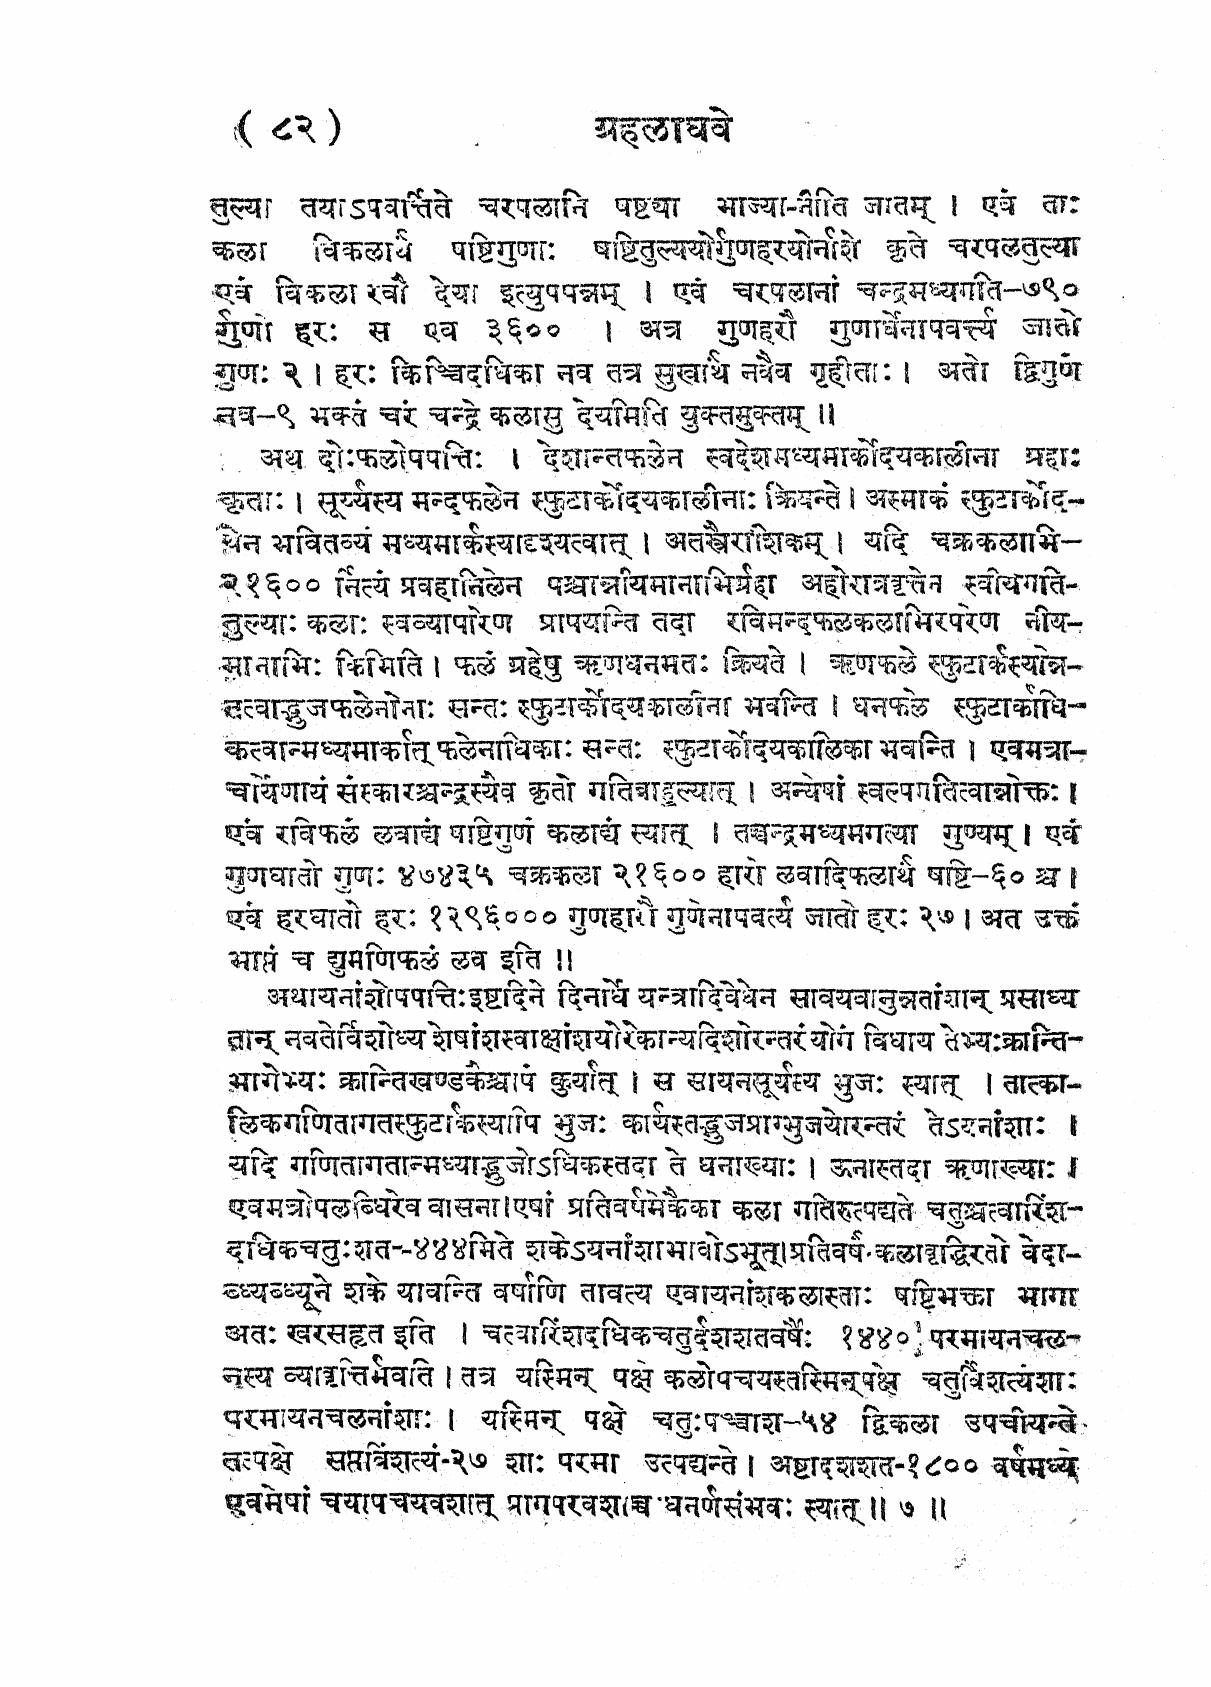 ( ८२ ) ग्रहलाघवे
तुल्या तयाऽपवर्त्तिते चरपलानि षष्टया भाज्या-नीति जातम् । एवं ताः
कला विकलार्थं षष्टिगुणाः षष्टितुल्ययोर्गुणहरयोर्नाशे कृते चरपलतुल्या
एवं विकला रवौ देया इत्युपपन्नम् । एवं चरपलानां चन्द्रमध्यगति-७९०
र्गुणो हरः स एव ३६०० । अत्र गुणहरौ गुणार्धेनापवर्त्त्य जातो
गुणः २ । हरः किञ्चिदधिका नव तत्र सुखार्थं नवैव गृहीताः । अतो द्विगुणं
नव-९ भक्तं चरं चन्द्रे कलासु देयमिति युक्तमुक्तम् ॥
अथ दोःफलोपपत्तिः । देशान्तफलेन स्वदेशमध्यमार्कोदयकालीना ग्रहाः
कृताः । सूर्य्यस्य मन्दफलेन स्फुटार्कोदयकालीनाः क्रियन्ते । अस्माकं स्फुटार्कोद-
येन भवितव्यं मध्यमार्कस्यादृश्यत्वात् । अतस्त्रैराशिकम् । यदि चक्रकलाभि-
२१६०० र्नित्यं प्रवहानिलेन पश्चान्नीयमानाभिर्ग्रहा अहोरात्रवृत्तेन स्वीयगति-
तुल्याः कलाः स्वव्यापारेण प्रापयन्ति तदा रविमन्दफलकलाभिरपरेण नीय-
मानाभिः किमिति । फलं ग्रहेषु ऋणधनमतः क्रियते । ऋणफले स्फुटार्कस्योन्न-
तत्वाद्भुजफलेनोनाः सन्तः स्फुटार्कोदयकालीना भवन्ति । धनफले स्फुटार्काधि-
कत्वान्मध्यमार्कात् फलेनाधिकाः सन्तः स्फुटार्कोदयकालिका भवन्ति । एवमत्रा-
चार्येणायं संस्कारश्चन्द्रस्यैव कृतो गतिबाहुल्यात् । अन्येषां स्वल्पगतित्वान्नोक्तः ।
एवं रविफलं लवाद्यं षाष्टिगुणं कलाद्यं स्यात् । तच्चन्द्रमध्यमगत्या गुण्यम् । एवं
गुणघातो गुणः ४७४३५ चक्रकला २१६०० हारो लवादिफलार्थं षाष्टि-६० श्च ।
एवं हरघातो हरः १२९६००० गुणहारौ गुणेनापवर्त्य जातो हरः २७ । अत उक्तं
भाप्तं च द्युमणिफलं लव इति ॥
अथायनांशोपपत्तिः इष्टदिने दिनार्धे यन्त्रादिवेधेन सावयवानुन्नतांशान् प्रसाध्य
तान् नवतेर्विशोध्य शेषांशस्वाक्षांशयोरेकान्यदिशोरन्तरं योगं विधाय तेभ्यः क्रान्ति-
भागेभ्यः क्रान्तिखण्डकैश्चापं कुर्यात् । स सायनसूर्यस्य भुजः स्यात् । तात्का-
लिकगणितागतस्फुटार्कस्यापि भुजः कार्यस्तद्भुजप्राग्भुजयोरन्तरं तेऽयनांशाः ।
यदि गणितागतान्मध्याद्भुजोऽधिकस्तदा ते धनाख्याः । ऊनास्तदा ऋणाख्याः ।
एवमत्रोपलब्धिरेव वासना । एषां प्रतिवर्षमेकैका कला गतिरुत्पद्यते चतुश्चत्वारिंश-
दधिकचतुःशत--४४४मिते शकेऽयनांशाभावोऽभूत् । प्रतिवर्षं कलावृद्धिरतो वेदा-
ब्ध्यब्ध्यूने शके यावन्ति वर्षाणि तावत्य एवायनांशकलास्ताः षष्टिभक्ता भागा
अतः खरसहृत इति । चत्वारिंशदधिकचतुर्दशशतवर्षैः १४४० परमायनचल-
नस्य व्यावृत्तिर्भवति । तत्र यस्मिन् पक्षे कलोपचयस्तस्मिन्पक्षे चतुर्विंशत्यंशाः
परमायनचलनांशाः । यस्मिन् पक्षे चतुःपञ्चाश-५४ द्विकला उपचीयन्ते
तत्पक्षे सप्तत्रिंशत्यं-२७ शाः परमा उत्पद्यन्ते । अष्टादशशत-१८०० वर्षमध्ये
एवमेषां चयापचयवशात् प्रागपरवशाच्च धनर्णसंभवः स्यात् ॥ ७ ॥